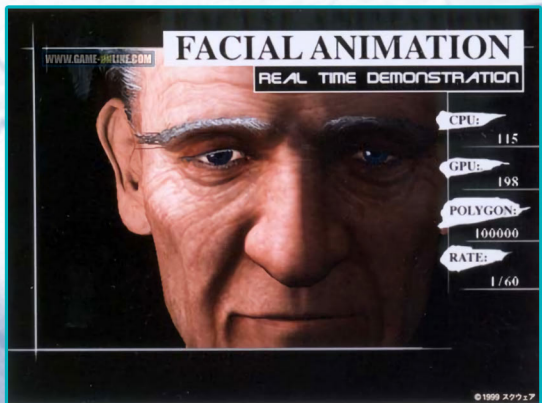 FACIAL ANIMATION
WWW.GAME-ONLINE.COM
REAL TIME DEMONSTRATION
CPU:
115
GPU:
198
POLYGON:
100000
RATE:
1/60
©1999 スクウェア